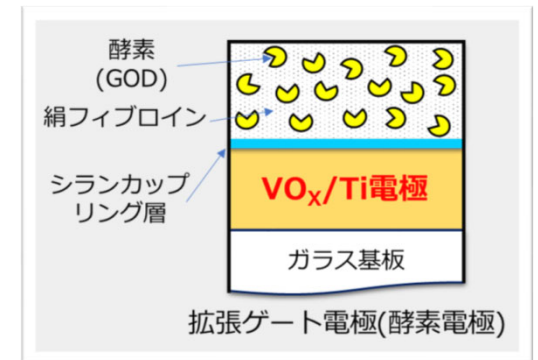 酵素
(GOD)
絹フィブロイン
シランカップ
リング層
VOX/Ti電極
ガラス基板
拡張ゲート電極(酵素電極)